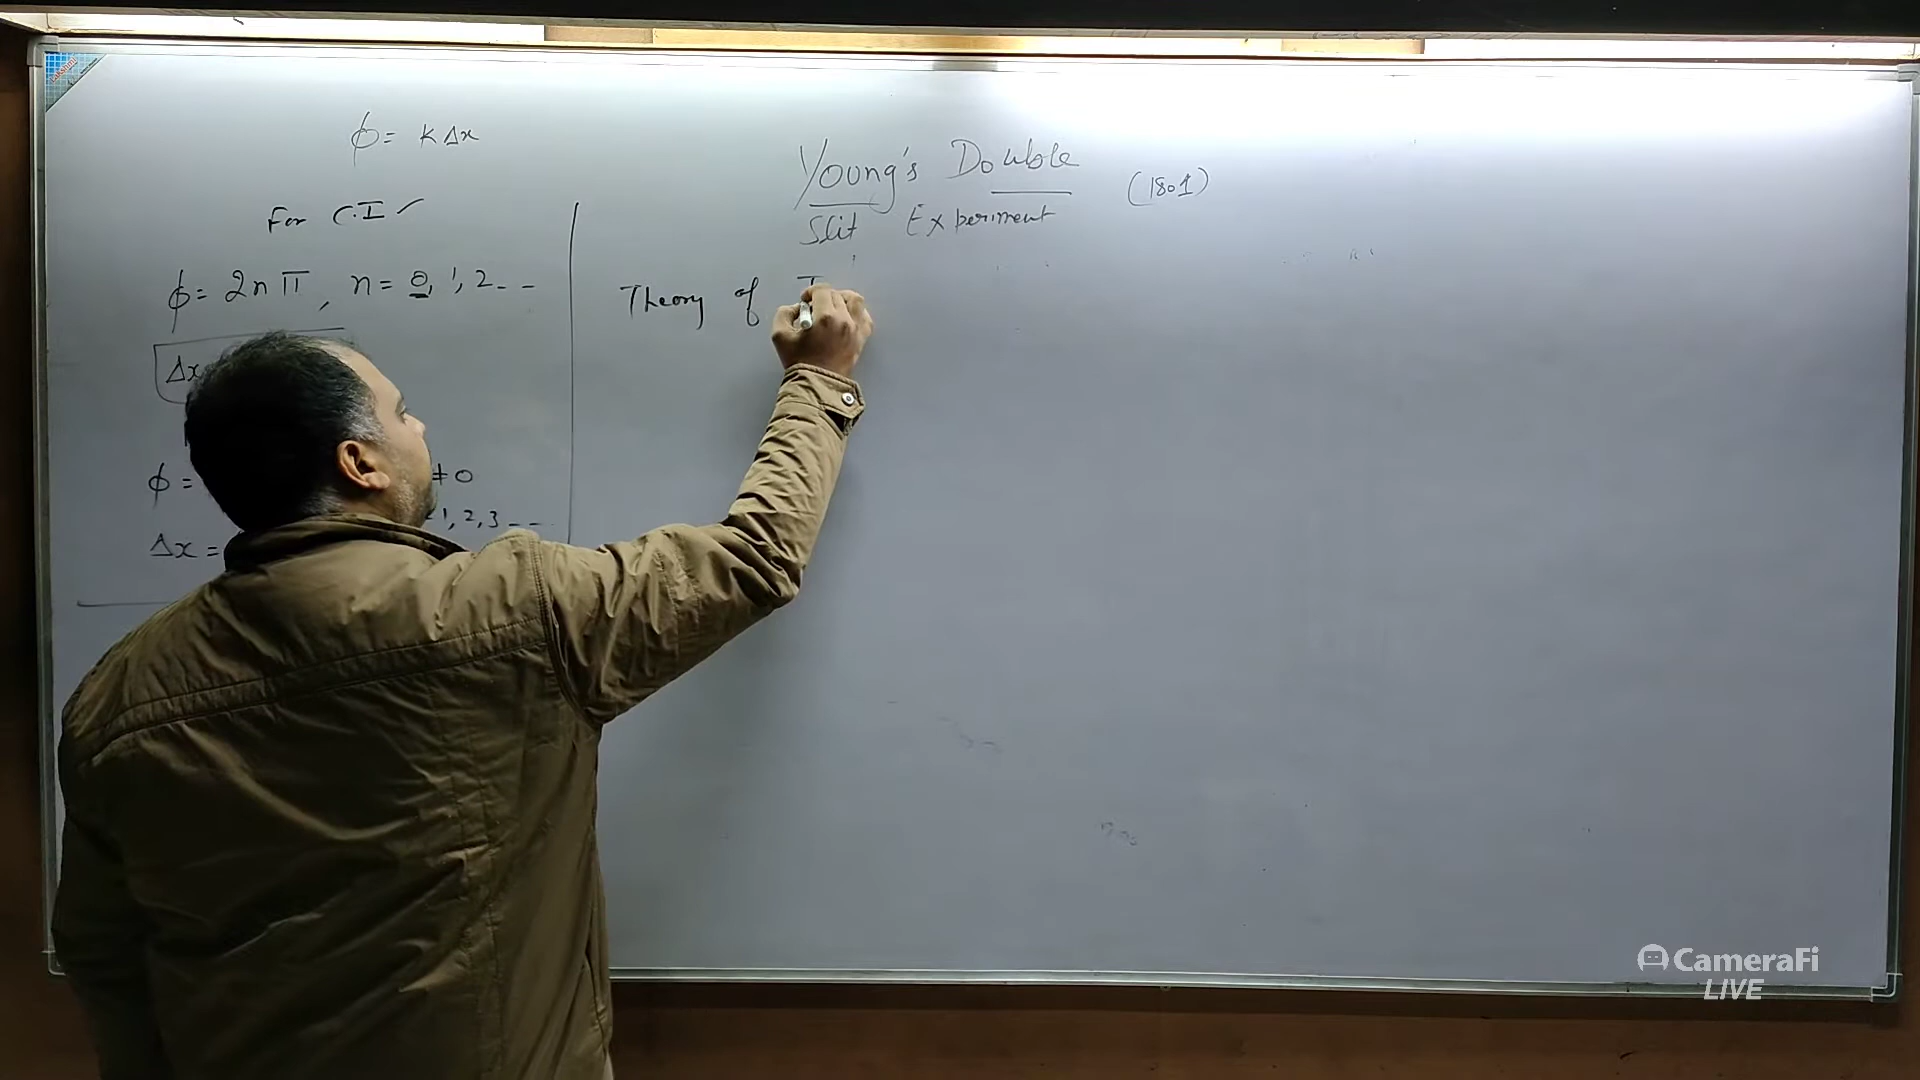 ϕ = KΔx
For C.I ✓
ϕ = 2nπ, n = 0, 1, 2 - -
Δx
ϕ = ≠ 0
1, 2, 3 - - -
Δx =
Young's Double
Slit Experiment (1801)
Theory of I
CameraFi
LIVE